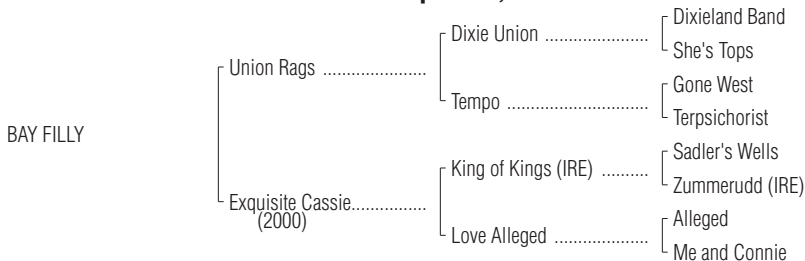 Dixieland Band
Dixie Union ........................
She's Tops
Union Rags ......................
Gone West
Tempo .................................
Terpsichorist
BAY FILLY
Sadler's Wells
King of Kings (IRE) ..........
Zummerudd (IRE)
Exquisite Cassie................
(2000)
Alleged
Love Alleged ......................
Me and Connie